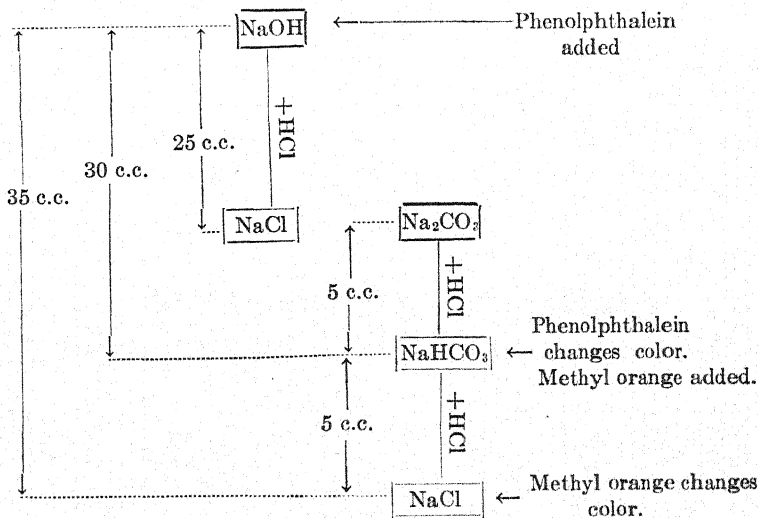 NaOH
Phenolphthalein
added
+HCl
25 c.c.
30 c.c.
35 c.c.
NaCl
Na₂CO₃
5 c.c.
+HCl
NaHCO₃
Phenolphthalein
changes color.
Methyl orange added.
5 c.c.
+HCl
NaCl
Methyl orange changes
color.